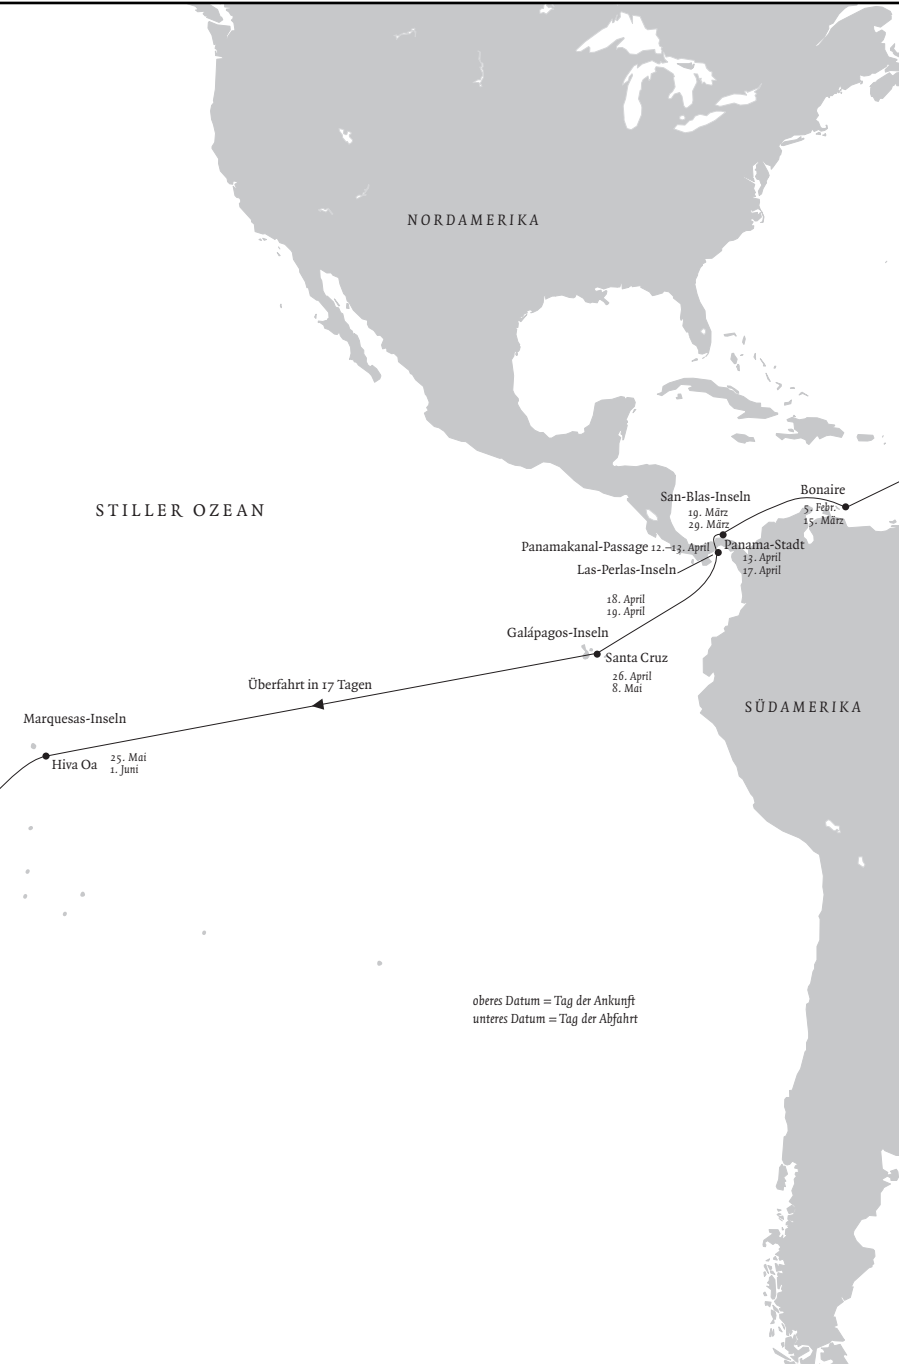 NORDAMERIKA
STILLER OZEAN
Bonaire
5. Febr.
15. März
San-Blas-Inseln
19. März
29. März
Panamakanal-Passage 12.–13. April
Panama-Stadt
13. April
17. April
Las-Perlas-Inseln
18. April
19. April
Galápagos-Inseln
Santa Cruz
26. April
8. Mai
Überfahrt in 17 Tagen
SÜDAMERIKA
Marquesas-Inseln
Hiva Oa
25. Mai
1. Juni
oberes Datum = Tag der Ankunft
unteres Datum = Tag der Abfahrt